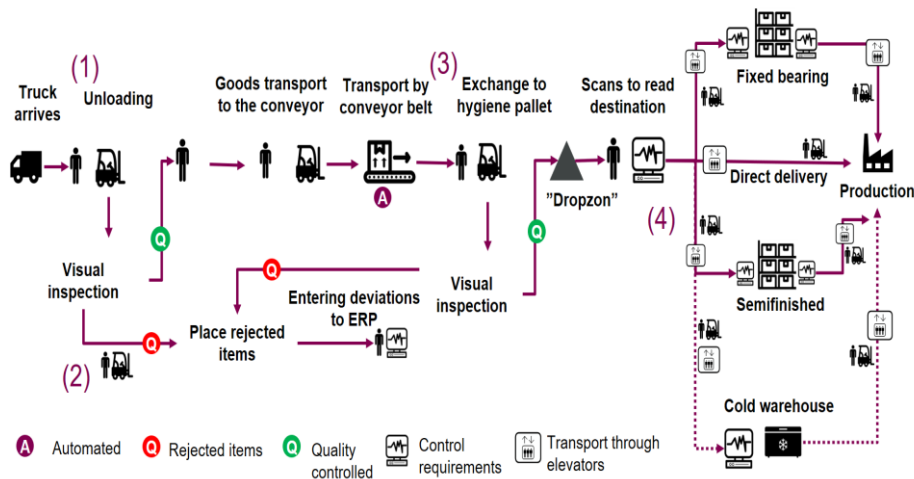 (1)
(3)
Truck
arrives
Unloading
Goods transport
to the conveyor
Transport by
conveyor belt
Exchange to
hygiene pallet
Scans to read
destination
Fixed bearing
A
"Dropzon"
Direct delivery
Production
Q
Q
(4)
Q
Visual
inspection
Visual
inspection
Semifinished
Entering deviations
to ERP
Place rejected
items
Q
(2)
Cold warehouse
A Automated
Q Rejected items
Q Quality
controlled
Control
requirements
Transport through
elevators